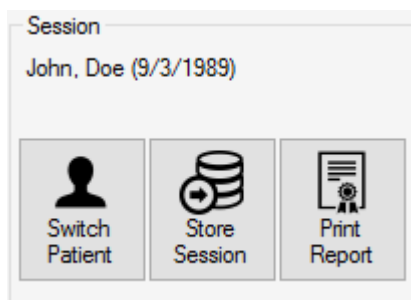 Session
John, Doe (9/3/1989)
Switch Patient
Store Session
Print Report